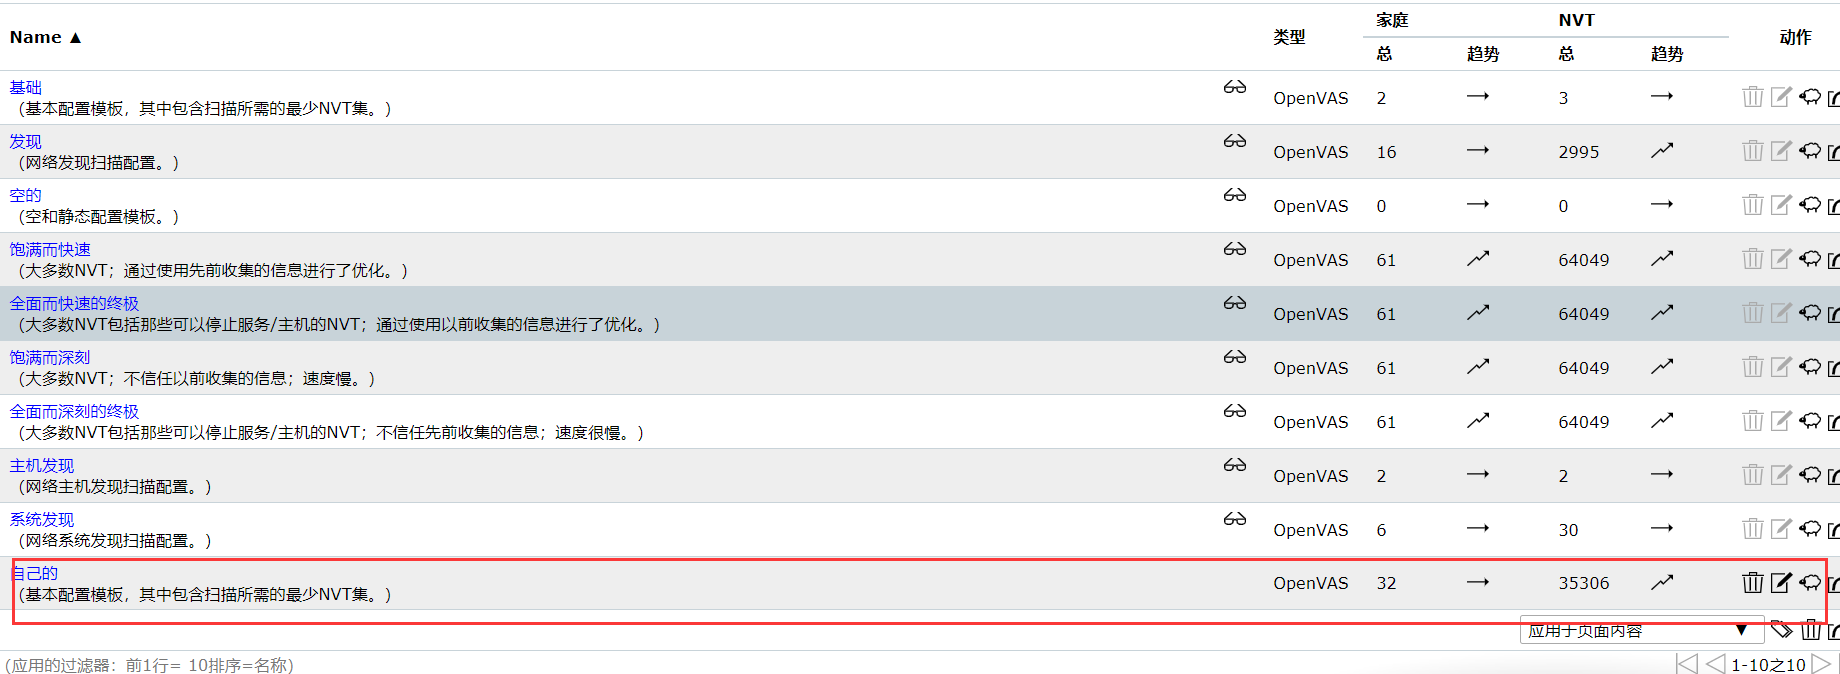 Name ▲ 类型 家庭 NVT 动作
总 趋势 总 趋势
基础
（基本配置模板，其中包含扫描所需的最少NVT集。） OpenVAS 2 3
发现
（网络发现扫描配置。） OpenVAS 16 2995
空的
（空和静态配置模板。） OpenVAS 0 0
饱满而快速
（大多数NVT；通过使用先前收集的信息进行了优化。） OpenVAS 61 64049
全面而快速的终极
（大多数NVT包括那些可以停止服务/主机的NVT；通过使用以前收集的信息进行了优化。） OpenVAS 61 64049
饱满而深刻
（大多数NVT；不信任以前收集的信息；速度慢。） OpenVAS 61 64049
全面而深刻的终极
（大多数NVT包括那些可以停止服务/主机的NVT；不信任先前收集的信息；速度很慢。） OpenVAS 61 64049
主机发现
（网络主机发现扫描配置。） OpenVAS 2 2
系统发现
（网络系统发现扫描配置。） OpenVAS 6 30
自己的
（基本配置模板，其中包含扫描所需的最少NVT集。） OpenVAS 32 35306
应用于页面内容 ▼
(应用的过滤器：前1行= 10排序=名称) 1-10之10